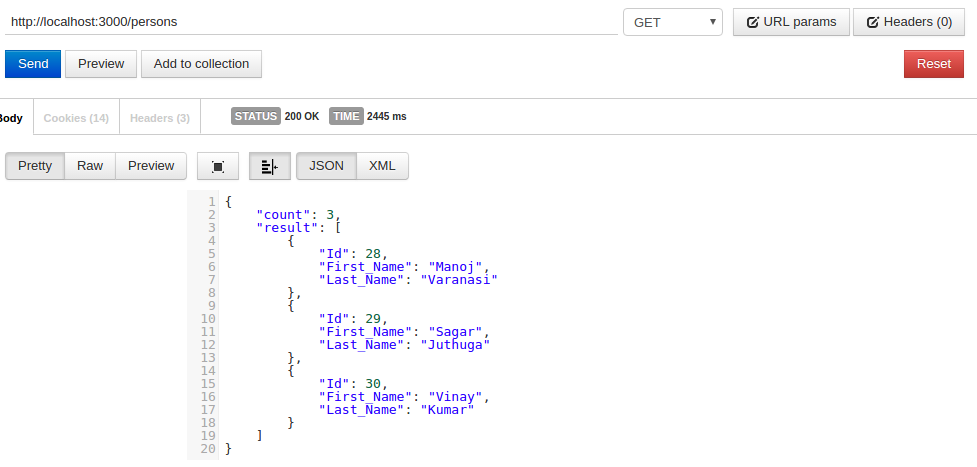 http://localhost:3000/persons GET URL params Headers (0)
Send Preview Add to collection Reset
Body Cookies (14) Headers (3) STATUS 200 OK TIME 2445 ms
Pretty Raw Preview JSON XML
1 {
2 "count": 3,
3 "result": [
4 {
5 "Id": 28,
6 "First_Name": "Manoj",
7 "Last_Name": "Varanasi"
8 },
9 {
10 "Id": 29,
11 "First_Name": "Sagar",
12 "Last_Name": "Juthuga"
13 },
14 {
15 "Id": 30,
16 "First_Name": "Vinay",
17 "Last_Name": "Kumar"
18 }
19 ]
20 }